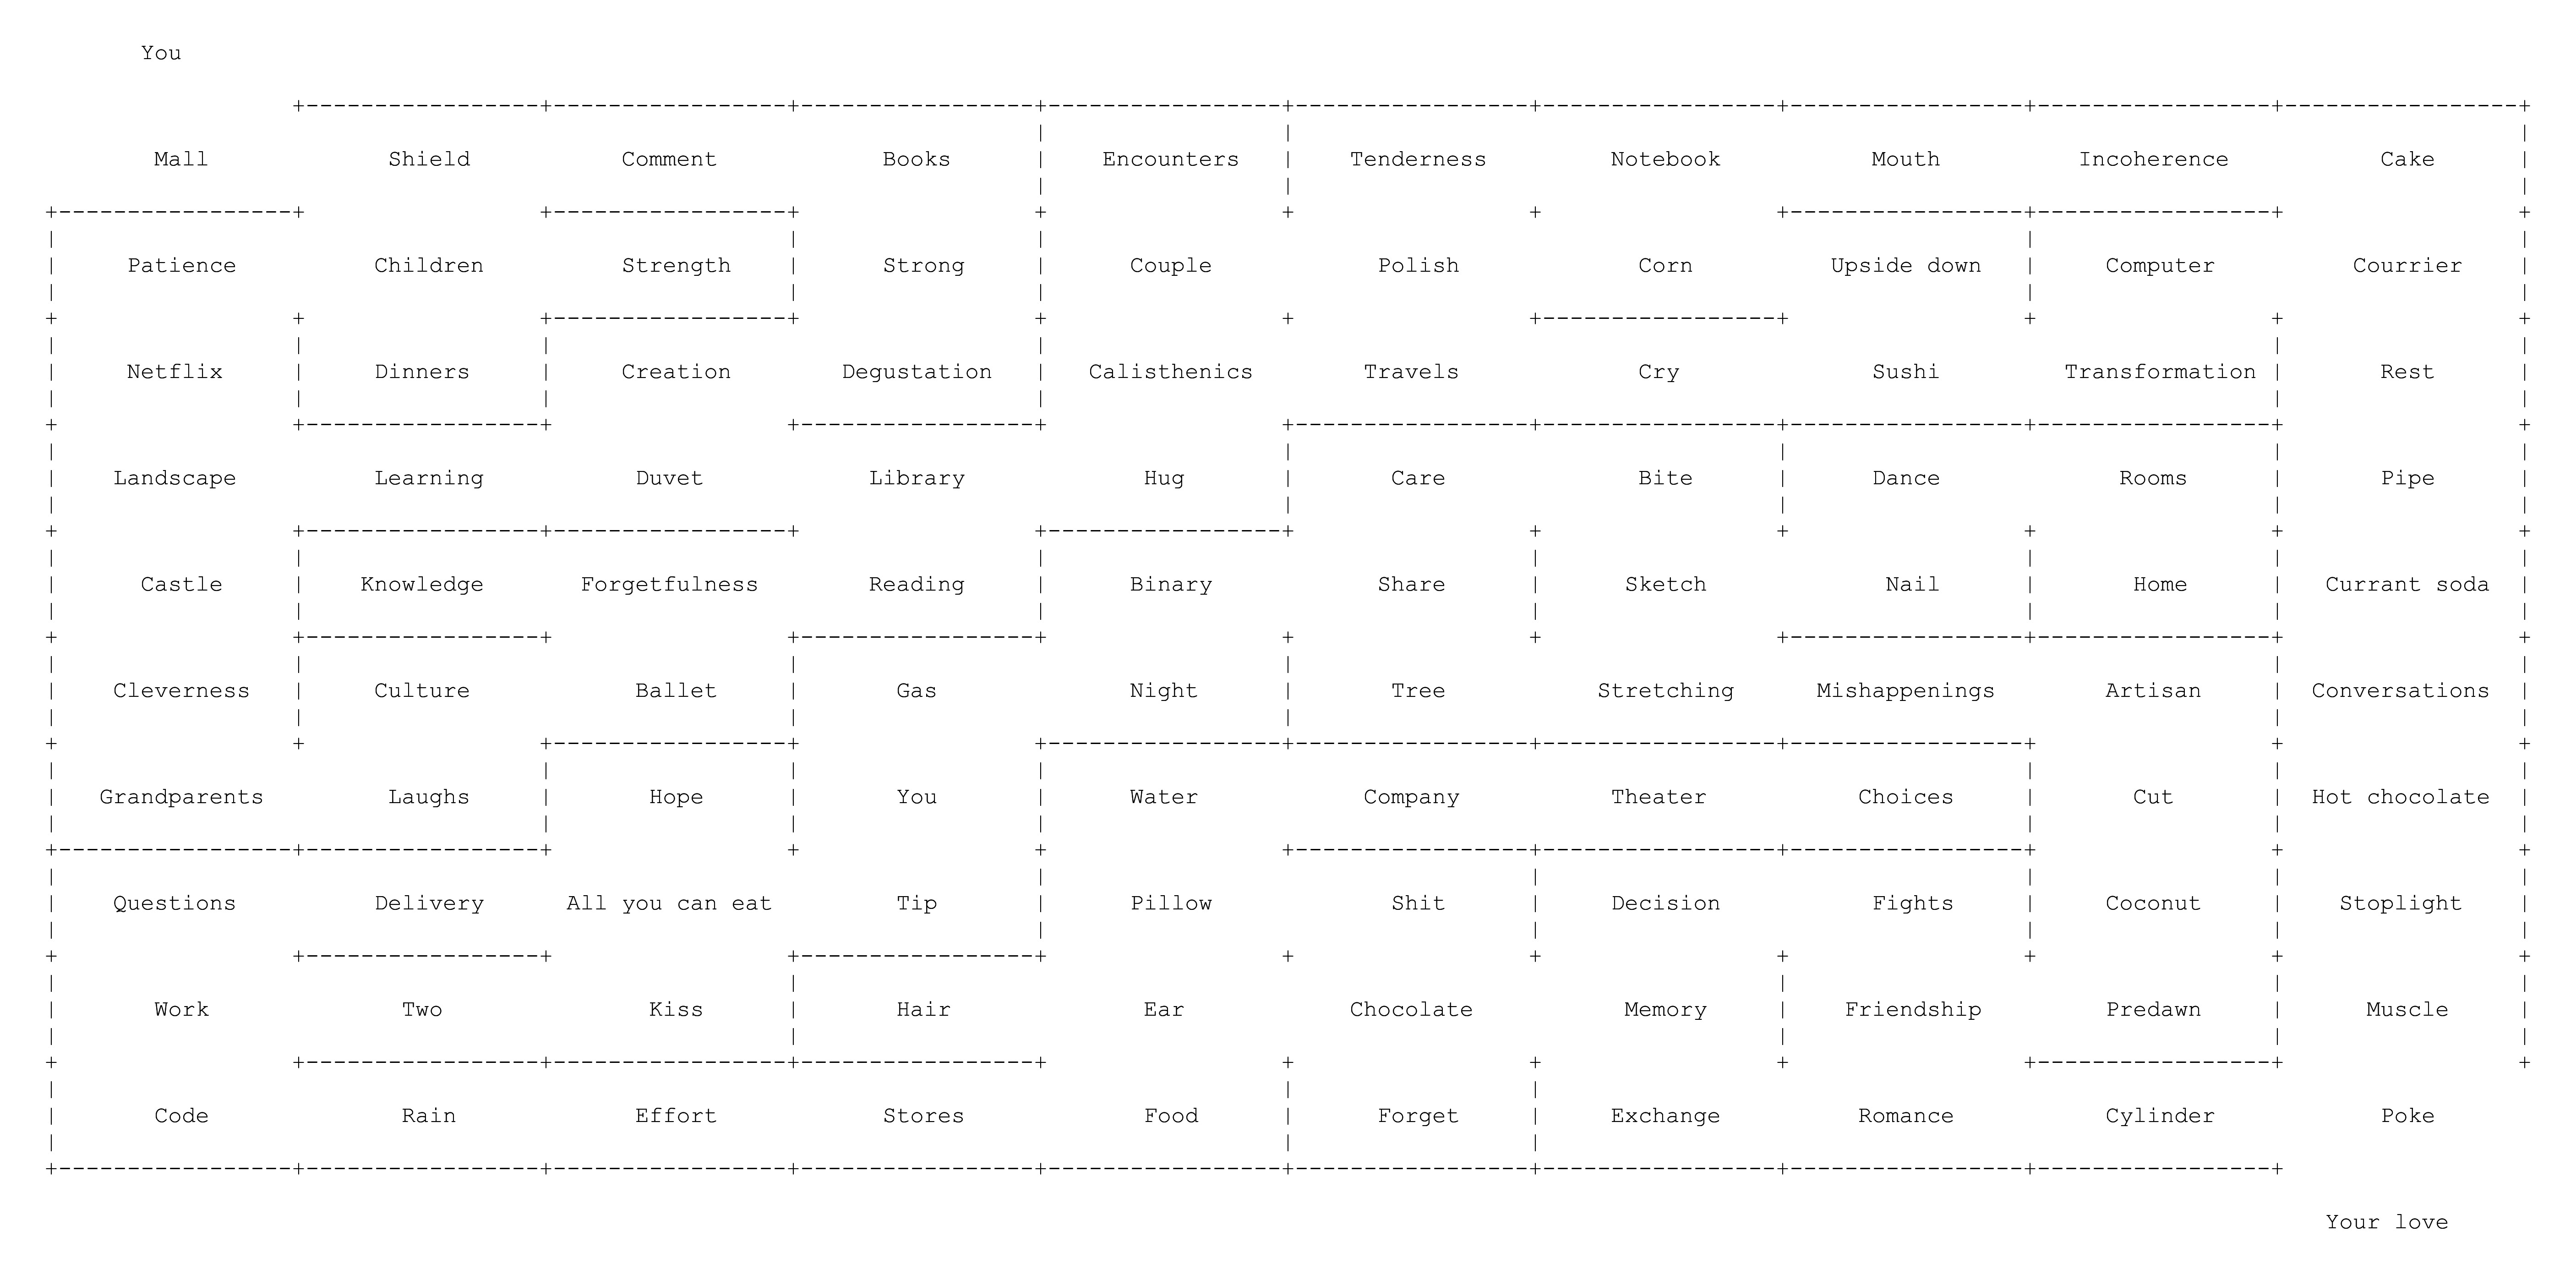 You
Mall Shield Comment Books Encounters Tenderness Notebook Mouth Incoherence Cake
Patience Children Strength Strong Couple Polish Corn Upside down Computer Courrier
Netflix Dinners Creation Degustation Calisthenics Travels Cry Sushi Transformation Rest
Landscape Learning Duvet Library Hug Care Bite Dance Rooms Pipe
Castle Knowledge Forgetfulness Reading Binary Share Sketch Nail Home Currant soda
Cleverness Culture Ballet Gas Night Tree Stretching Mishappenings Artisan Conversations
Grandparents Laughs Hope You Water Company Theater Choices Cut Hot chocolate
Questions Delivery All you can eat Tip Pillow Shit Decision Fights Coconut Stoplight
Work Two Kiss Hair Ear Chocolate Memory Friendship Predawn Muscle
Code Rain Effort Stores Food Forget Exchange Romance Cylinder Poke
Your love